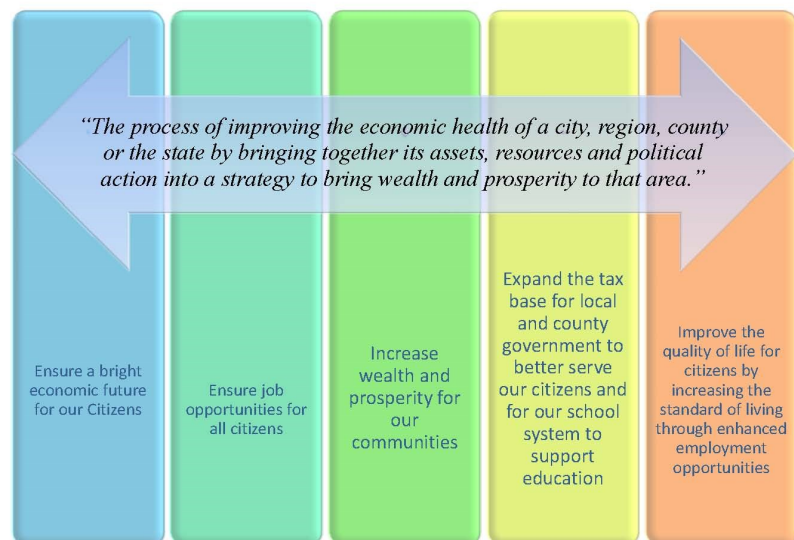 “The process of improving the economic health of a city, region, county
or the state by bringing together its assets, resources and political
action into a strategy to bring wealth and prosperity to that area.”
Ensure a bright
economic future
for our Citizens
Ensure job
opportunities for
all citizens
Increase
wealth and
prosperity for
our
communities
Expand the tax
base for local
and county
government to
better serve
our citizens and
for our school
system to
support
education
Improve the
quality of life for
citizens by
increasing the
standard of living
through enhanced
employment
opportunities